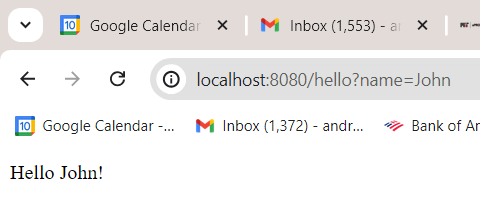 Google Calendar
Inbox (1,553) - a
localhost:8080/hello?name=John
Google Calendar -...
Inbox (1,372) - andr...
Bank of Ar
Hello John!